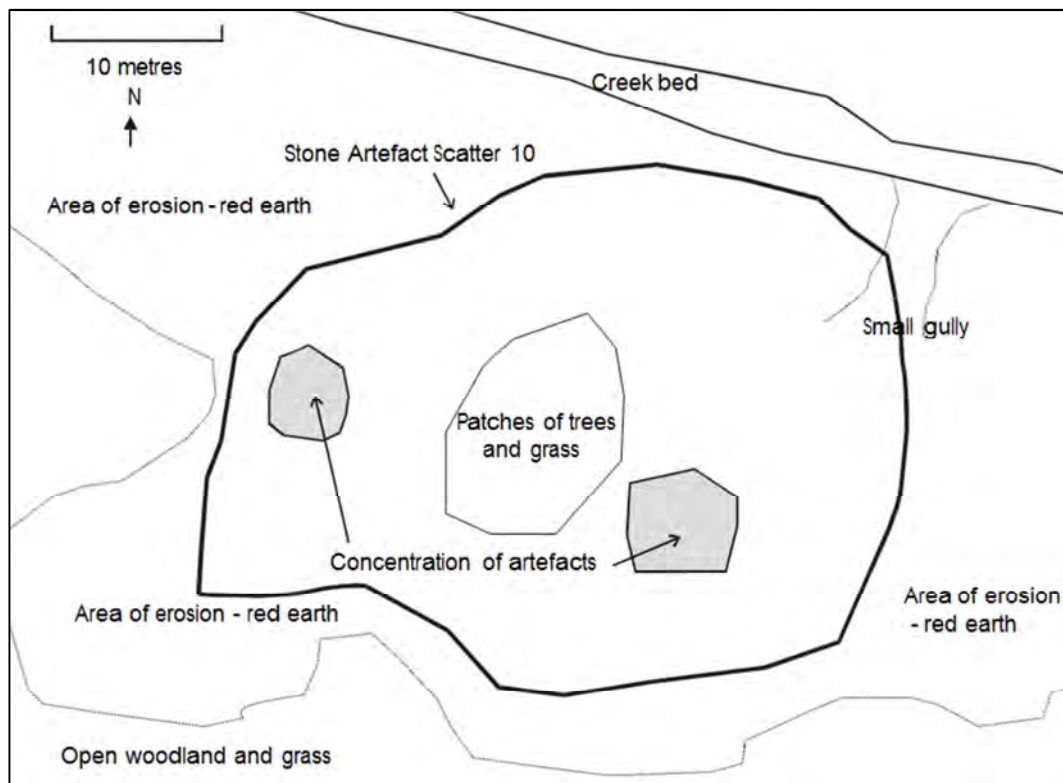 10 metres
N
Creek bed
Stone Artefact Scatter 10
Area of erosion - red earth
Small gully
Patches of trees
and grass
Concentration of artefacts
Area of erosion - red earth
Area of erosion
- red earth
Open woodland and grass